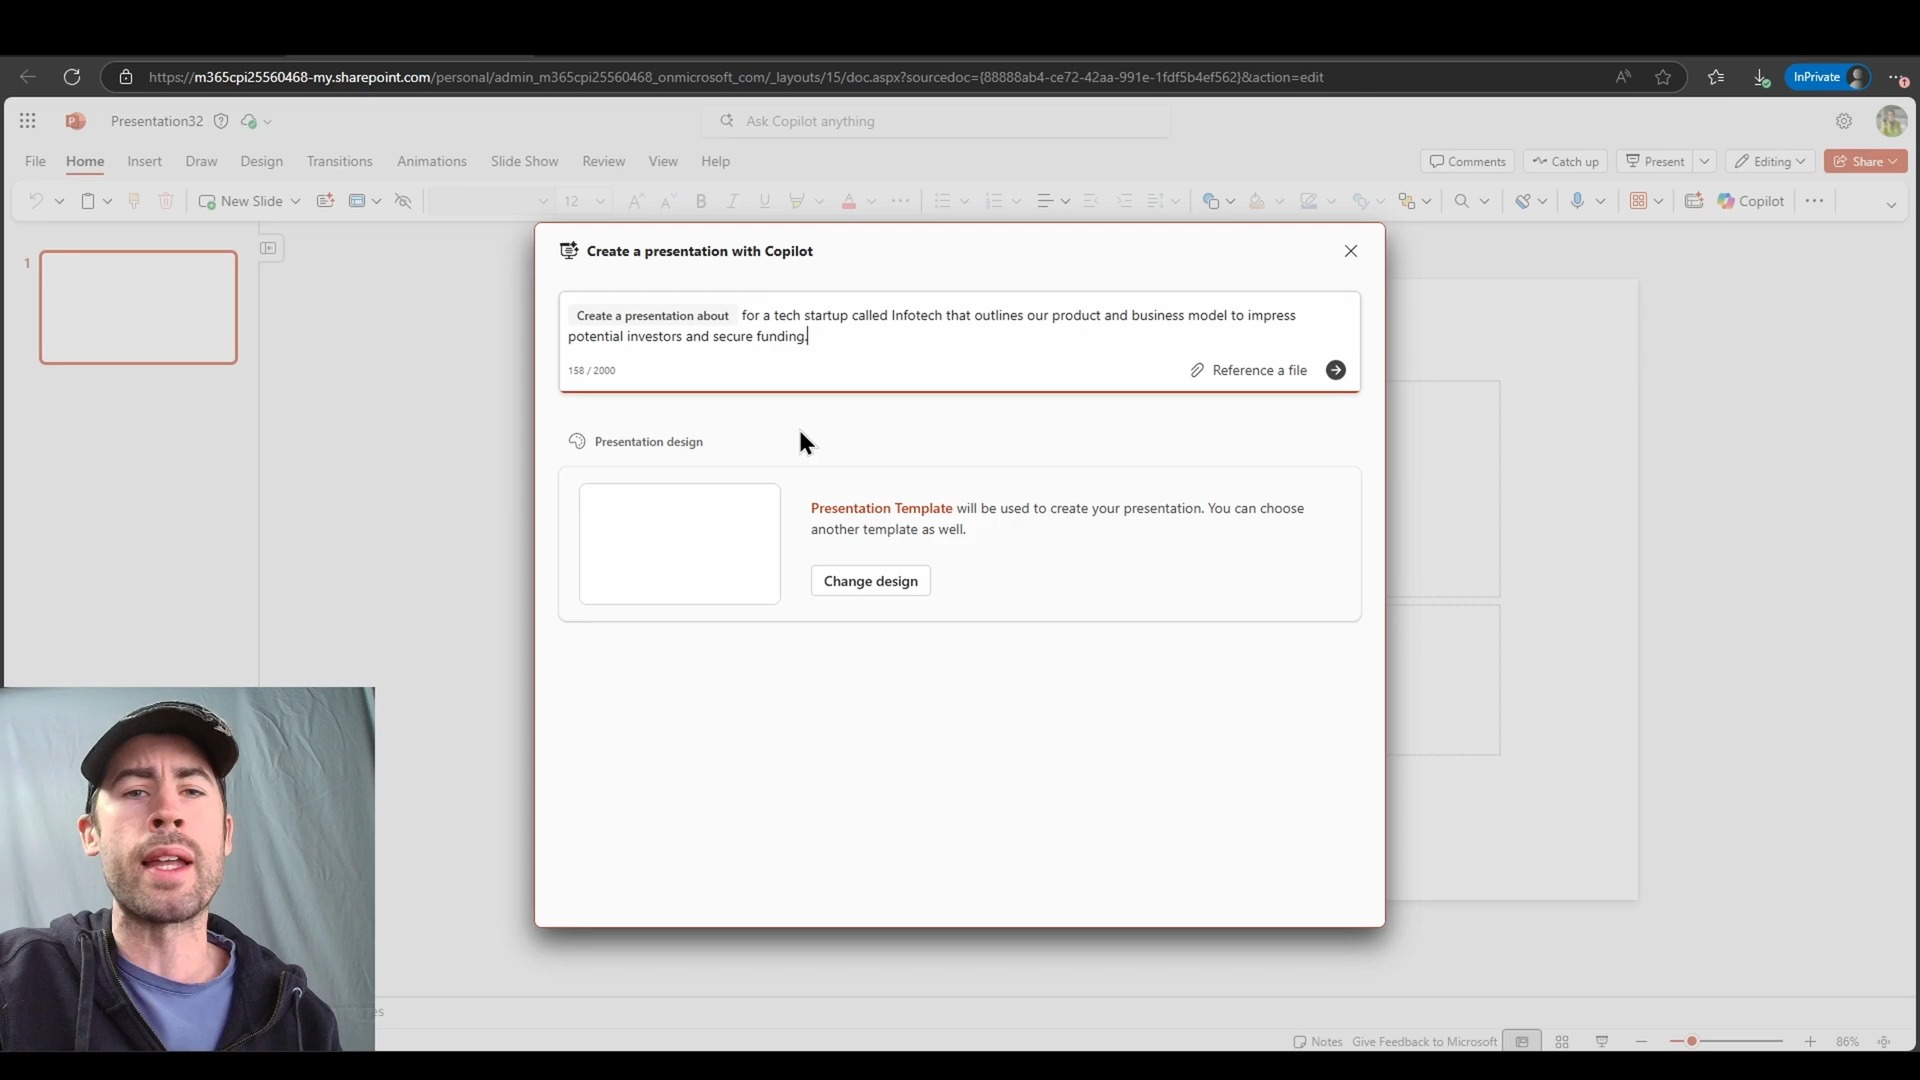 https://m365cpi25560468-my.sharepoint.com/personal/admin_m365cpi25560468_onmicrosoft_com/_layouts/15/doc.aspx?sourcedoc={88888ab4-ce72-42aa-991e-1fdf5b4ef562}&action=edit
InPrivate
Presentation32
Ask Copilot anything
File Home Insert Draw Design Transitions Animations Slide Show Review View Help
Comments Catch up Present Editing Share
New Slide 12 Copilot
1
Create a presentation with Copilot
Create a presentation about for a tech startup called Infotech that outlines our product and business model to impress
potential investors and secure funding.
158 / 2000
Reference a file
Presentation design
Presentation Template will be used to create your presentation. You can choose
another template as well.
Change design
Notes Give Feedback to Microsoft 86%